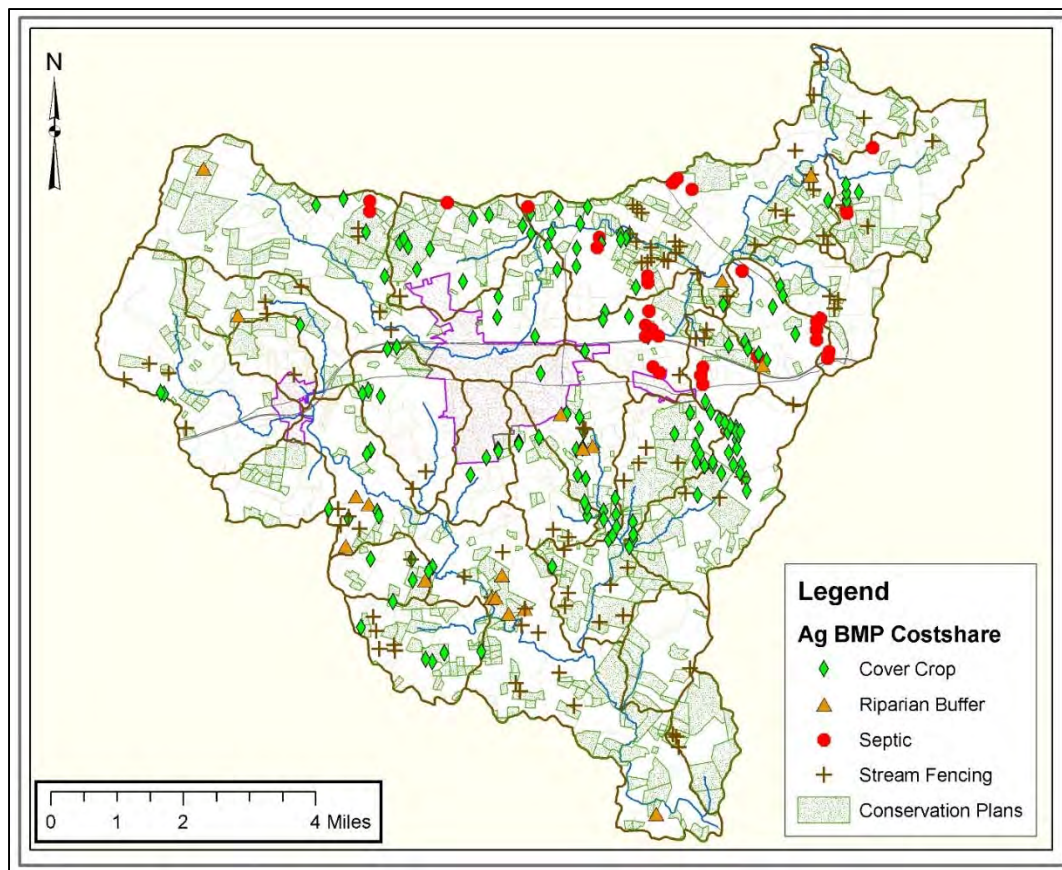 N
Legend
Ag BMP Costshare
Cover Crop
Riparian Buffer
Septic
Stream Fencing
Conservation Plans
0 1 2 4 Miles